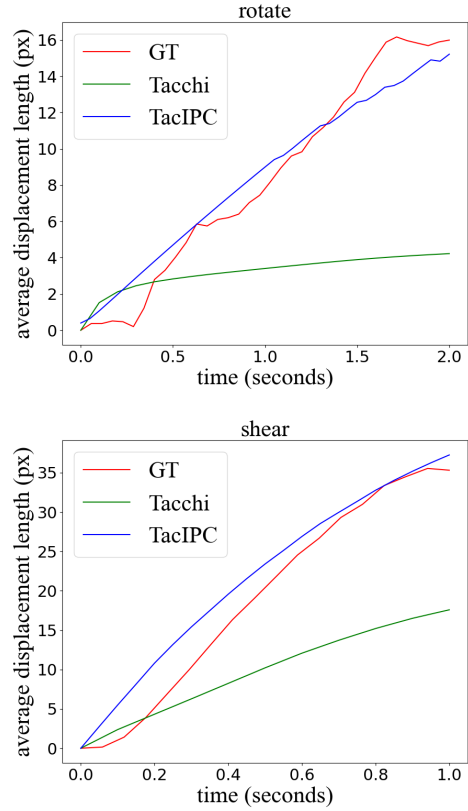 rotate
average displacement length (px)
16
14
12
10
8
6
4
2
0
GT
Tacchi
TacIPC
0.0 0.5 1.0 1.5 2.0
time (seconds)
shear
average displacement length (px)
35
30
25
20
15
10
5
0
GT
Tacchi
TacIPC
0.0 0.2 0.4 0.6 0.8 1.0
time (seconds)